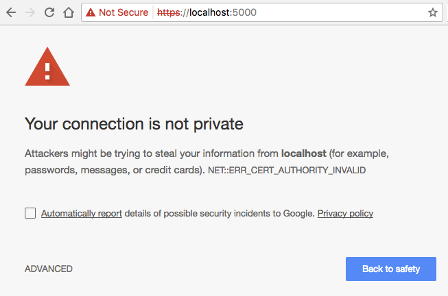 Not Secure https://localhost:5000
Your connection is not private
Attackers might be trying to steal your information from localhost (for example,
passwords, messages, or credit cards). NET::ERR_CERT_AUTHORITY_INVALID
Automatically report details of possible security incidents to Google. Privacy policy
ADVANCED
Back to safety